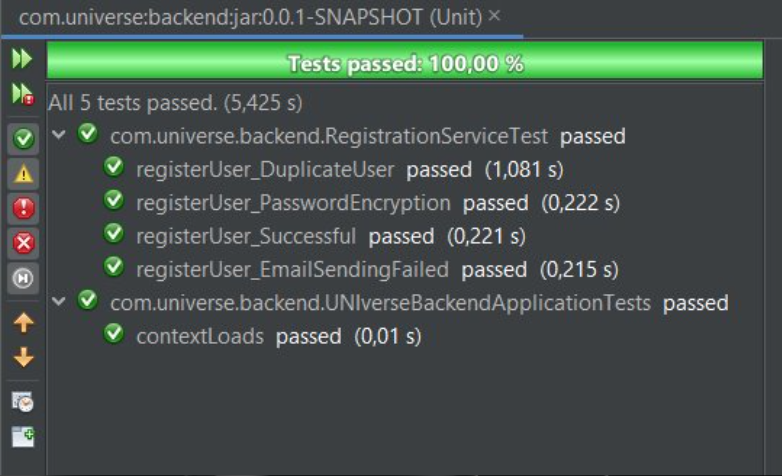 com.universe:backend:jar:0.0.1-SNAPSHOT (Unit) ×
Tests passed: 100,00 %
All 5 tests passed. (5,425 s)
com.universe.backend.RegistrationServiceTest passed
registerUser_DuplicateUser passed (1,081 s)
registerUser_PasswordEncryption passed (0,222 s)
registerUser_Successful passed (0,221 s)
registerUser_EmailSendingFailed passed (0,215 s)
com.universe.backend.UNIverseBackendApplicationTests passed
contextLoads passed (0,01 s)